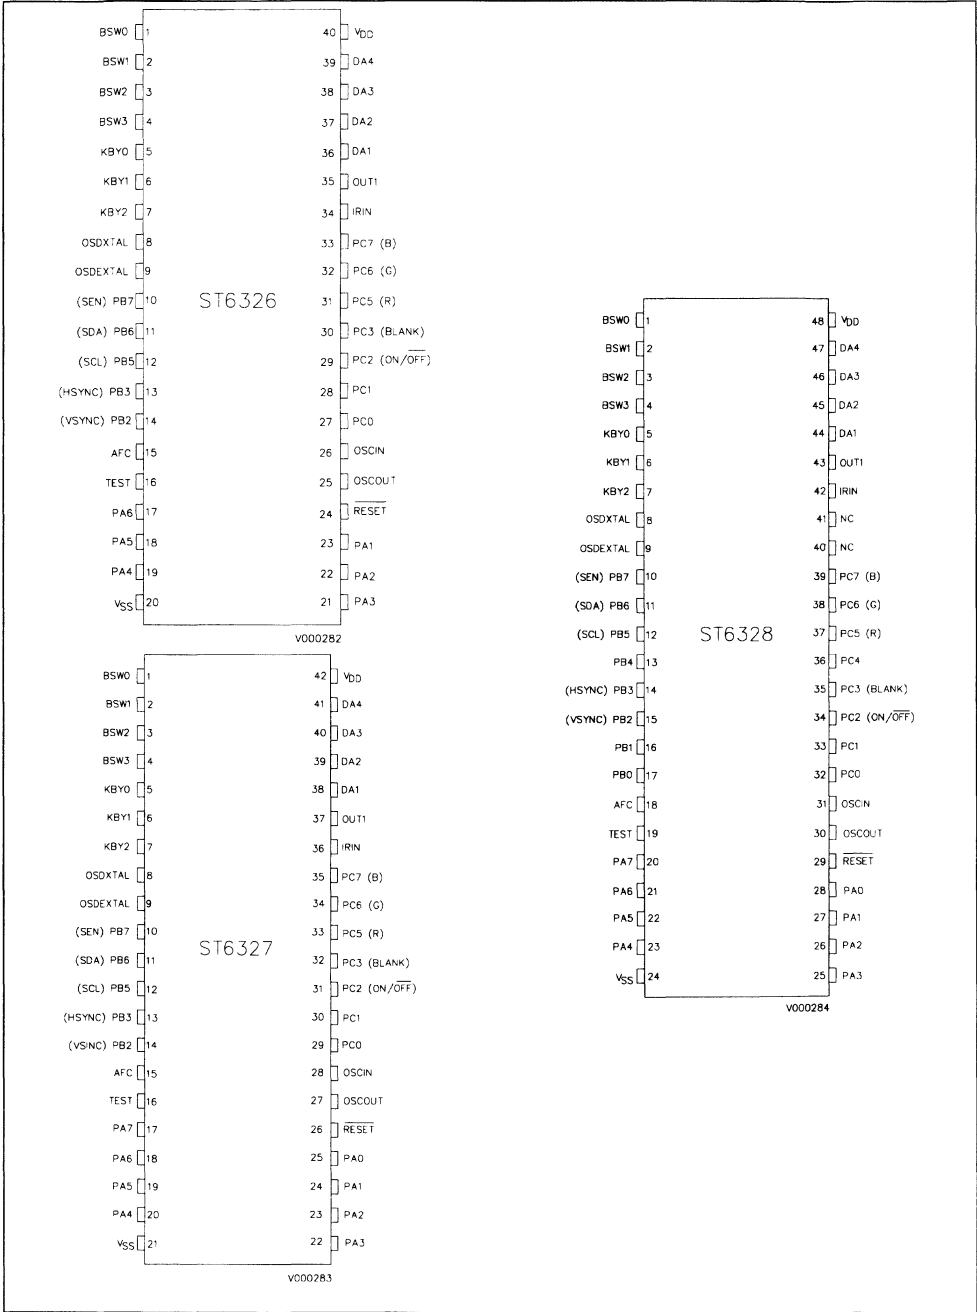 BSW0 1 40 VDD
BSW1 2 39 DA4
BSW2 3 38 DA3
BSW3 4 37 DA2
KBY0 5 36 DA1
KBY1 6 35 OUT1
KBY2 7 34 IRIN
OSDXTAL 8 33 PC7 (B)
OSDEXTAL 9 32 PC6 (G)
(SEN) PB7 10 ST6326 31 PC5 (R)
(SDA) PB6 11 30 PC3 (BLANK)
(SCL) PB5 12 29 PC2 (ON/OFF)
(HSYNC) PB3 13 28 PC1
(VSYNC) PB2 14 27 PC0
AFC 15 26 OSCIN
TEST 16 25 OSCOUT
PA6 17 24 RESET
PA5 18 23 PA1
PA4 19 22 PA2
VSS 20 21 PA3
V000282
BSW0 1 42 VDD
BSW1 2 41 DA4
BSW2 3 40 DA3
BSW3 4 39 DA2
KBY0 5 38 DA1
KBY1 6 37 OUT1
KBY2 7 36 IRIN
OSDXTAL 8 35 PC7 (B)
OSDEXTAL 9 34 PC6 (G)
(SEN) PB7 10 33 PC5 (R)
ST6327
(SDA) PB6 11 32 PC3 (BLANK)
(SCL) PB5 12 31 PC2 (ON/OFF)
(HSYNC) PB3 13 30 PC1
(VSINC) PB2 14 29 PC0
AFC 15 28 OSCIN
TEST 16 27 OSCOUT
PA7 17 26 RESET
PA6 18 25 PA0
PA5 19 24 PA1
PA4 20 23 PA2
VSS 21 22 PA3
V000283
BSW0 1 48 VDD
BSW1 2 47 DA4
BSW2 3 46 DA3
BSW3 4 45 DA2
KBY0 5 44 DA1
KBY1 6 43 OUT1
KBY2 7 42 IRIN
OSDXTAL 8 41 NC
OSDEXTAL 9 40 NC
(SEN) PB7 10 39 PC7 (B)
(SDA) PB6 11 38 PC6 (G)
(SCL) PB5 12 ST6328 37 PC5 (R)
PB4 13 36 PC4
(HSYNC) PB3 14 35 PC3 (BLANK)
(VSYNC) PB2 15 34 PC2 (ON/OFF)
PB1 16 33 PC1
PB0 17 32 PC0
AFC 18 31 OSCIN
TEST 19 30 OSCOUT
PA7 20 29 RESET
PA6 21 28 PA0
PA5 22 27 PA1
PA4 23 26 PA2
VSS 24 25 PA3
V000284